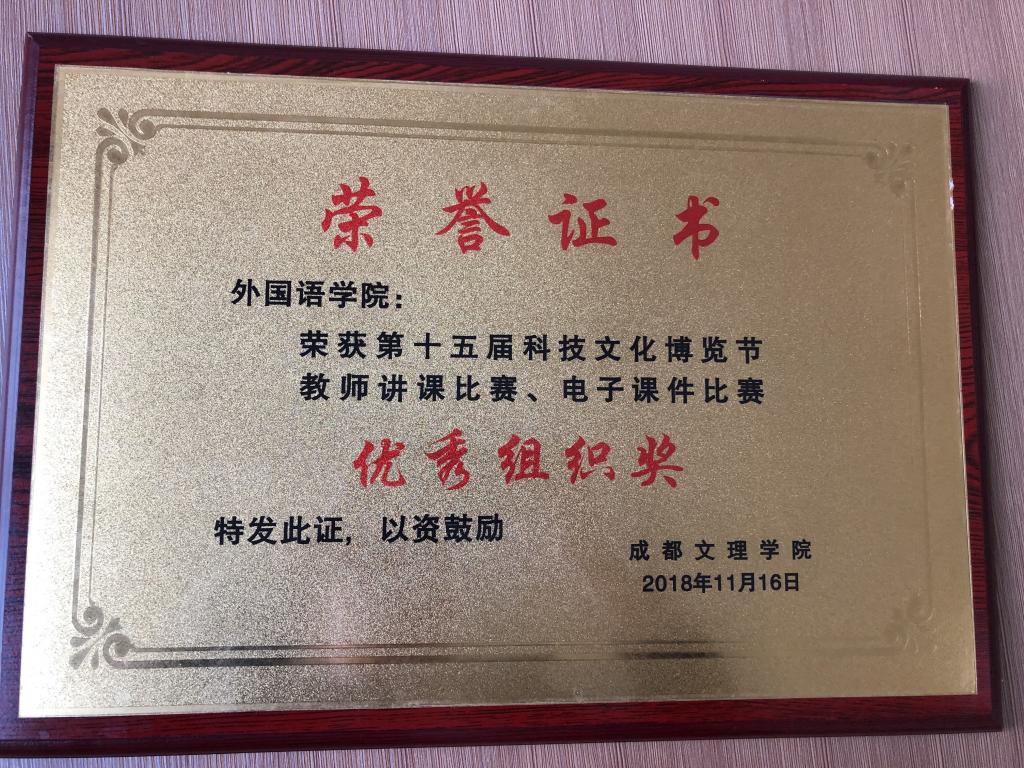 荣誉证书
外国语学院：
荣获第十五届科技文化博览节
教师讲课比赛、电子课件比赛
优秀组织奖
特发此证，以资鼓励
成都文理学院
2018年11月16日